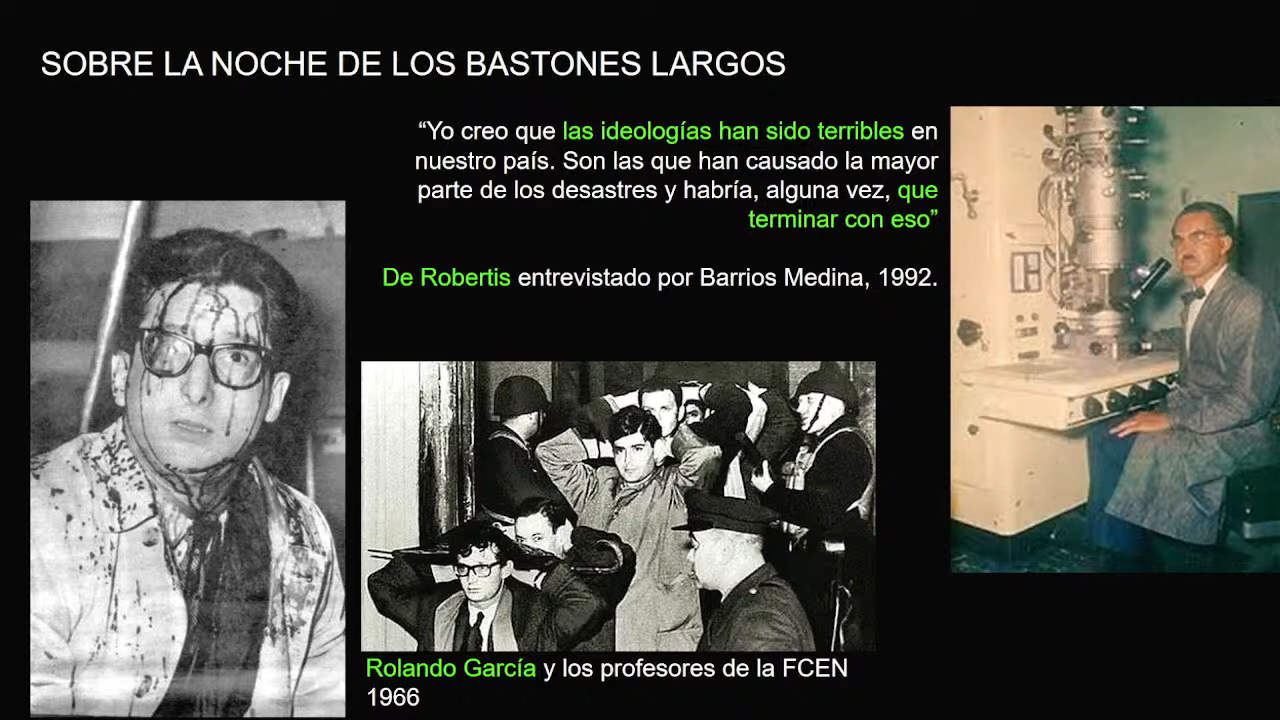 SOBRE LA NOCHE DE LOS BASTONES LARGOS
“Yo creo que las ideologías han sido terribles en
nuestro país. Son las que han causado la mayor
parte de los desastres y habría, alguna vez, que
terminar con eso”
De Robertis entrevistado por Barrios Medina, 1992.
Rolando García y los profesores de la FCEN
1966